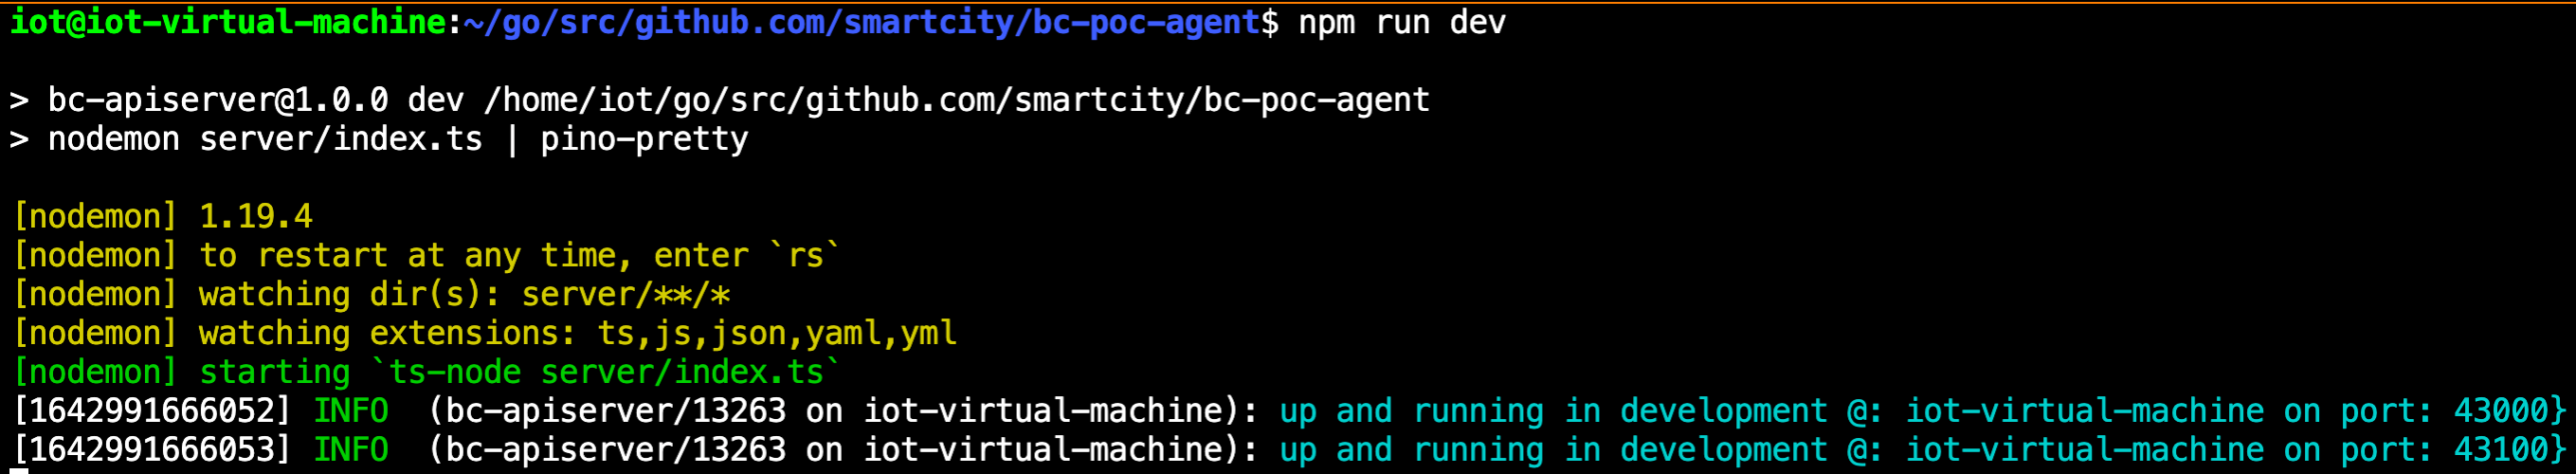 iot@iot-virtual-machine:~/go/src/github.com/smartcity/bc-poc-agent$ npm run dev
> bc-apiserver@1.0.0 dev /home/iot/go/src/github.com/smartcity/bc-poc-agent
> nodemon server/index.ts | pino-pretty
[nodemon] 1.19.4
[nodemon] to restart at any time, enter `rs`
[nodemon] watching dir(s): server/**/*
[nodemon] watching extensions: ts,js,json,yaml,yml
[nodemon] starting `ts-node server/index.ts`
[1642991666052] INFO  (bc-apiserver/13263 on iot-virtual-machine): up and running in development @: iot-virtual-machine on port: 43000}
[1642991666053] INFO  (bc-apiserver/13263 on iot-virtual-machine): up and running in development @: iot-virtual-machine on port: 43100}